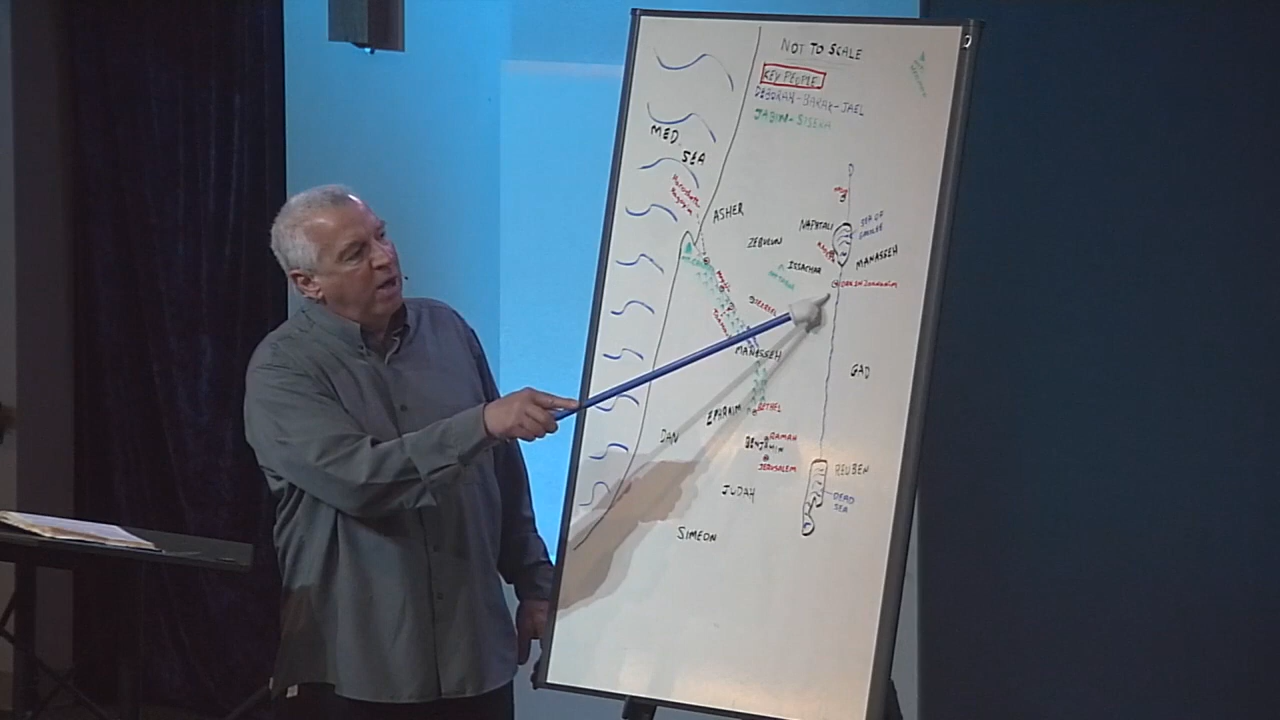 NOT TO SCALE
KEY PEOPLE
DEBORAH - BARAK - JAEL
JABIN - SISERA
MED.
SEA
ASHER
ZEBULUN
NAPHTALI
SEA OF
GALILEE
ISSACHAR
MANASSEH
JEZREEL
MANASSEH
GAD
EPHRAIM
BETHEL
DAN
BENJAMIN
RAMAH
JERUSALEM
REUBEN
JUDAH
DEAD
SEA
SIMEON